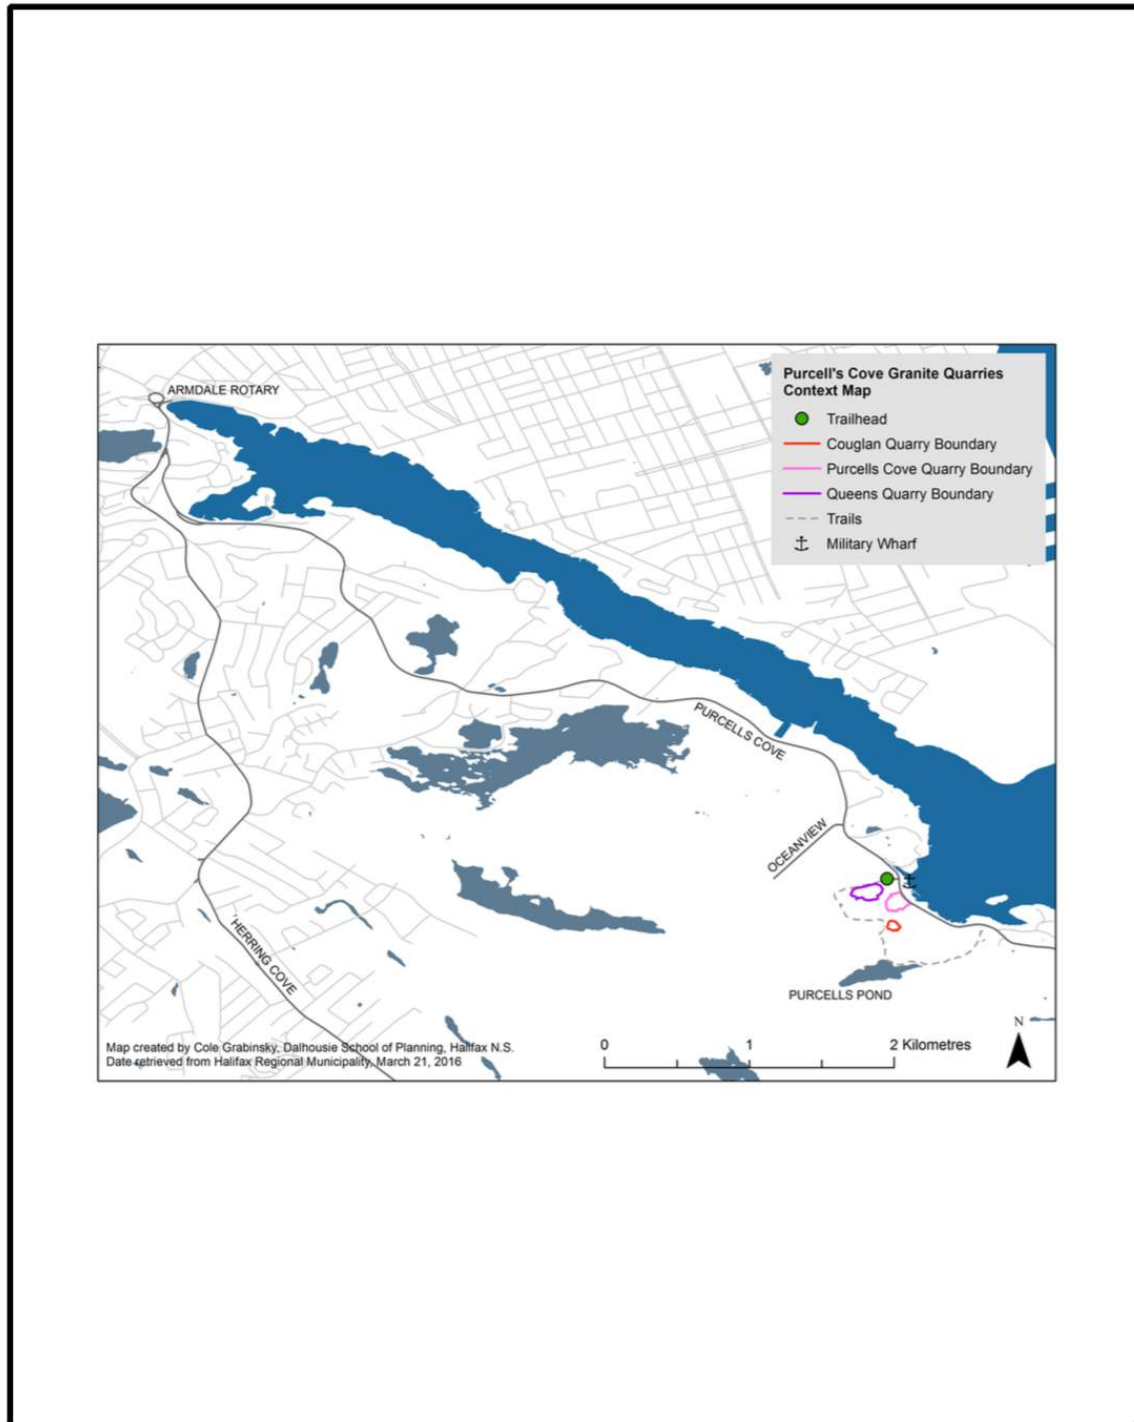 ARMDALE ROTARY
Purcell's Cove Granite Quarries
Context Map
Trailhead
Couglan Quarry Boundary
Purcells Cove Quarry Boundary
Queens Quarry Boundary
Trails
Military Wharf
PURCELLS COVE
OCEANVIEW
HERRING COVE
PURCELLS POND
N
Map created by Cole Grabinsky, Dalhousie School of Planning, Halifax N.S.
Date retrieved from Halifax Regional Municipality, March 21, 2016
0 1 2 Kilometres